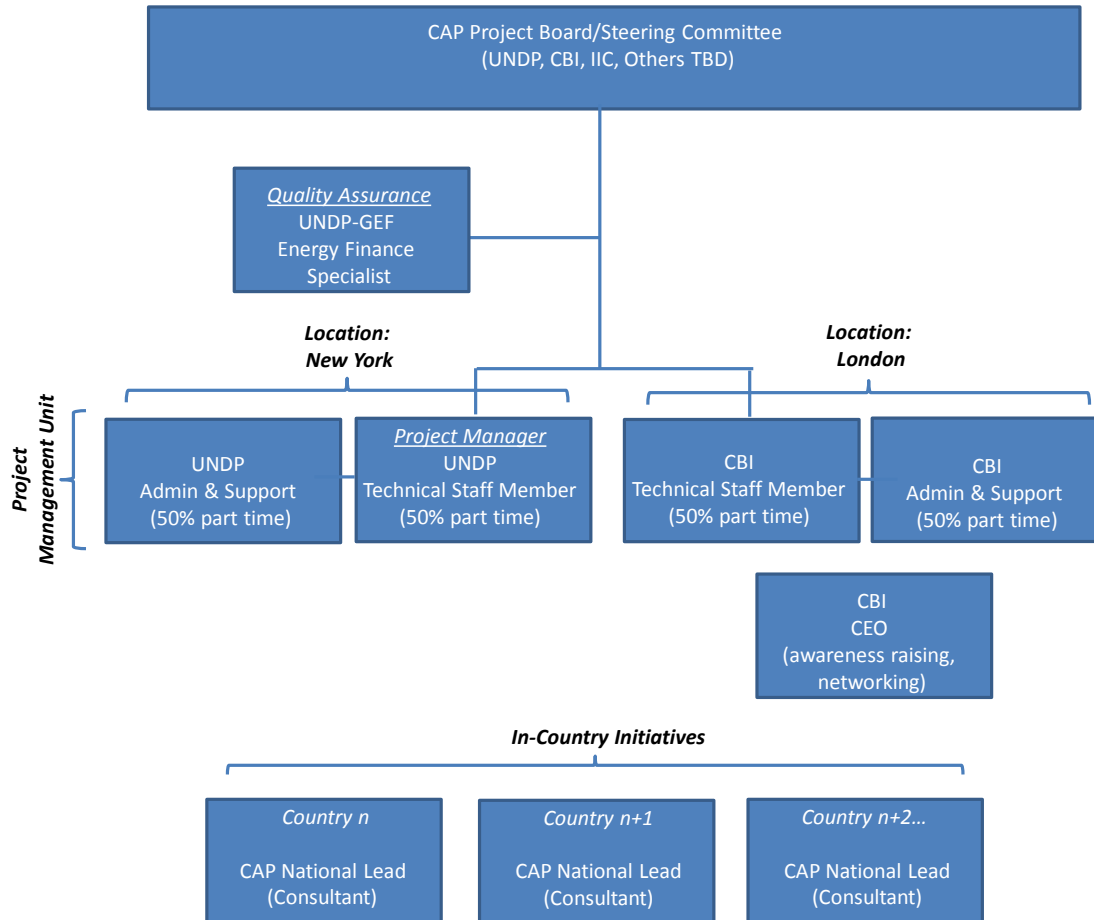 CAP Project Board/Steering Committee
(UNDP, CBI, IIC, Others TBD)
Quality Assurance
UNDP-GEF
Energy Finance
Specialist
Location:
New York
Location:
London
Project
Management Unit
UNDP
Admin & Support
(50% part time)
Project Manager
UNDP
Technical Staff Member
(50% part time)
CBI
Technical Staff Member
(50% part time)
CBI
Admin & Support
(50% part time)
CBI
CEO
(awareness raising,
networking)
In-Country Initiatives
Country n
CAP National Lead
(Consultant)
Country n+1
CAP National Lead
(Consultant)
Country n+2...
CAP National Lead
(Consultant)